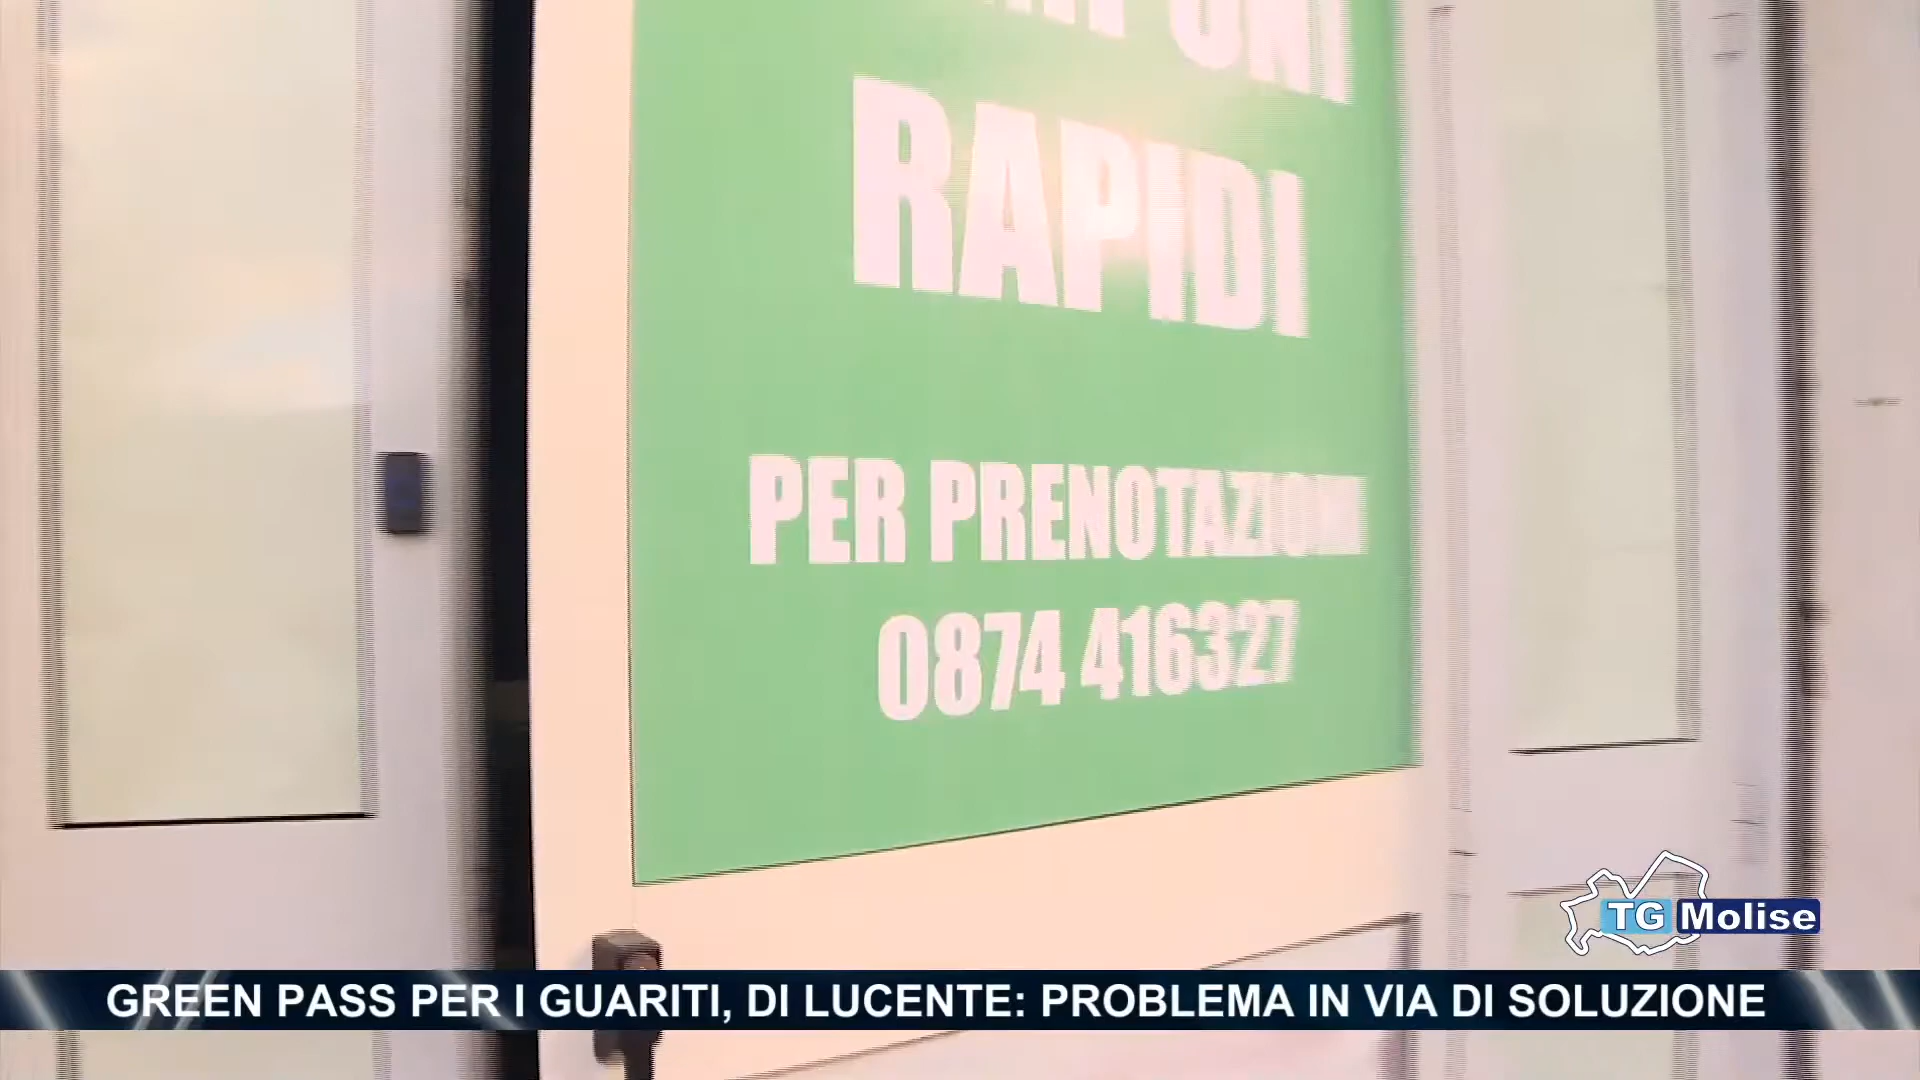 RAPIDI
PER PRENOTAZIONI
0874 416327
TG Molise
GREEN PASS PER I GUARITI, DI LUCENTE: PROBLEMA IN VIA DI SOLUZIONE